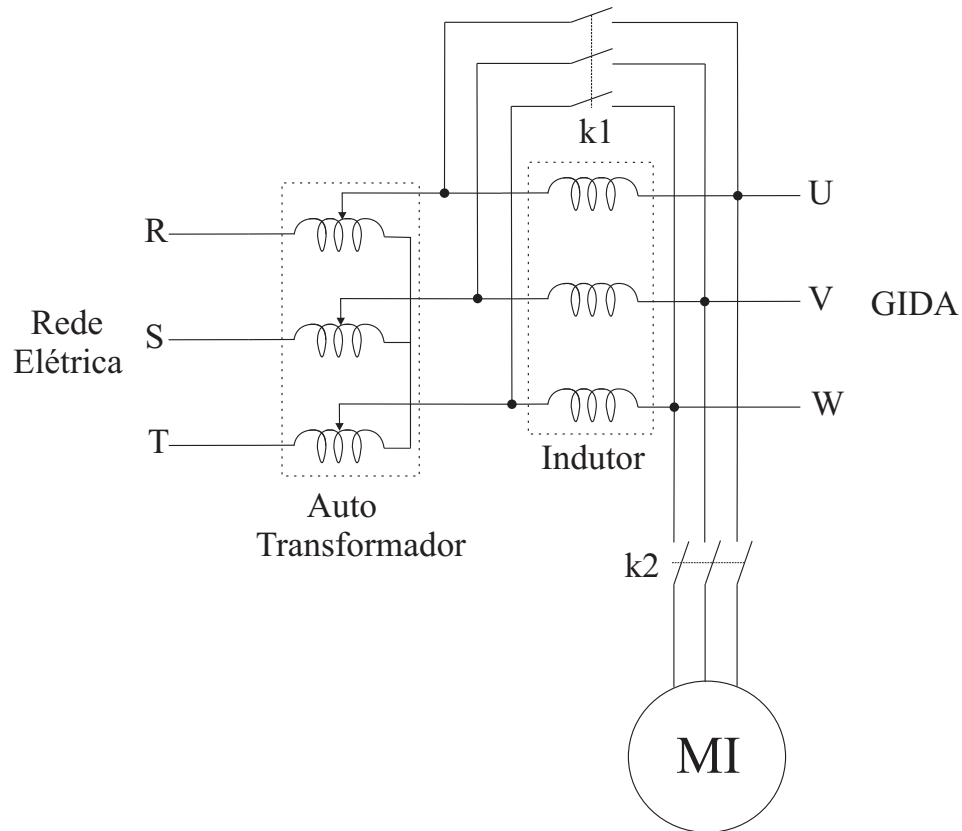 k1
U
R
V
GIDA
Rede
Elétrica
S
W
T
Indutor
Auto
Transformador
k2
MI